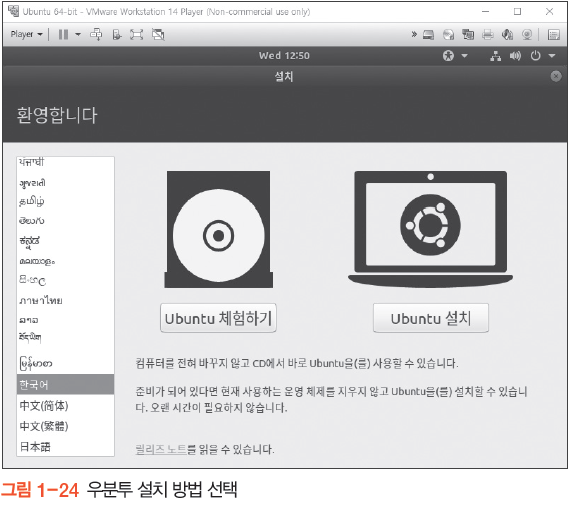 Ubuntu 64-bit - VMware Workstation 14 Player (Non-commercial use only)
Player
Wed 12:50
설치
환영합니다
ਪੰਜਾਬੀ
ગુજરાતી
தமிழ்
తెలుగు
ಕನ್ನಡ
മലയാളം
සිංහල
ภาษาไทย
ລາວ
မြန်မာစာ
한국어
中文(简体)
中文(繁體)
日本語
Ubuntu 체험하기
Ubuntu 설치
컴퓨터를 전혀 바꾸지 않고 CD에서 바로 Ubuntu을(를) 사용할 수 있습니다.
준비가 되어 있다면 현재 사용하는 운영 체제를 지우지 않고 Ubuntu을(를) 설치할 수 있습니
다. 오랜 시간이 필요하지 않습니다.
릴리즈 노트를 읽을 수 있습니다.
그림 1-24 우분투 설치 방법 선택